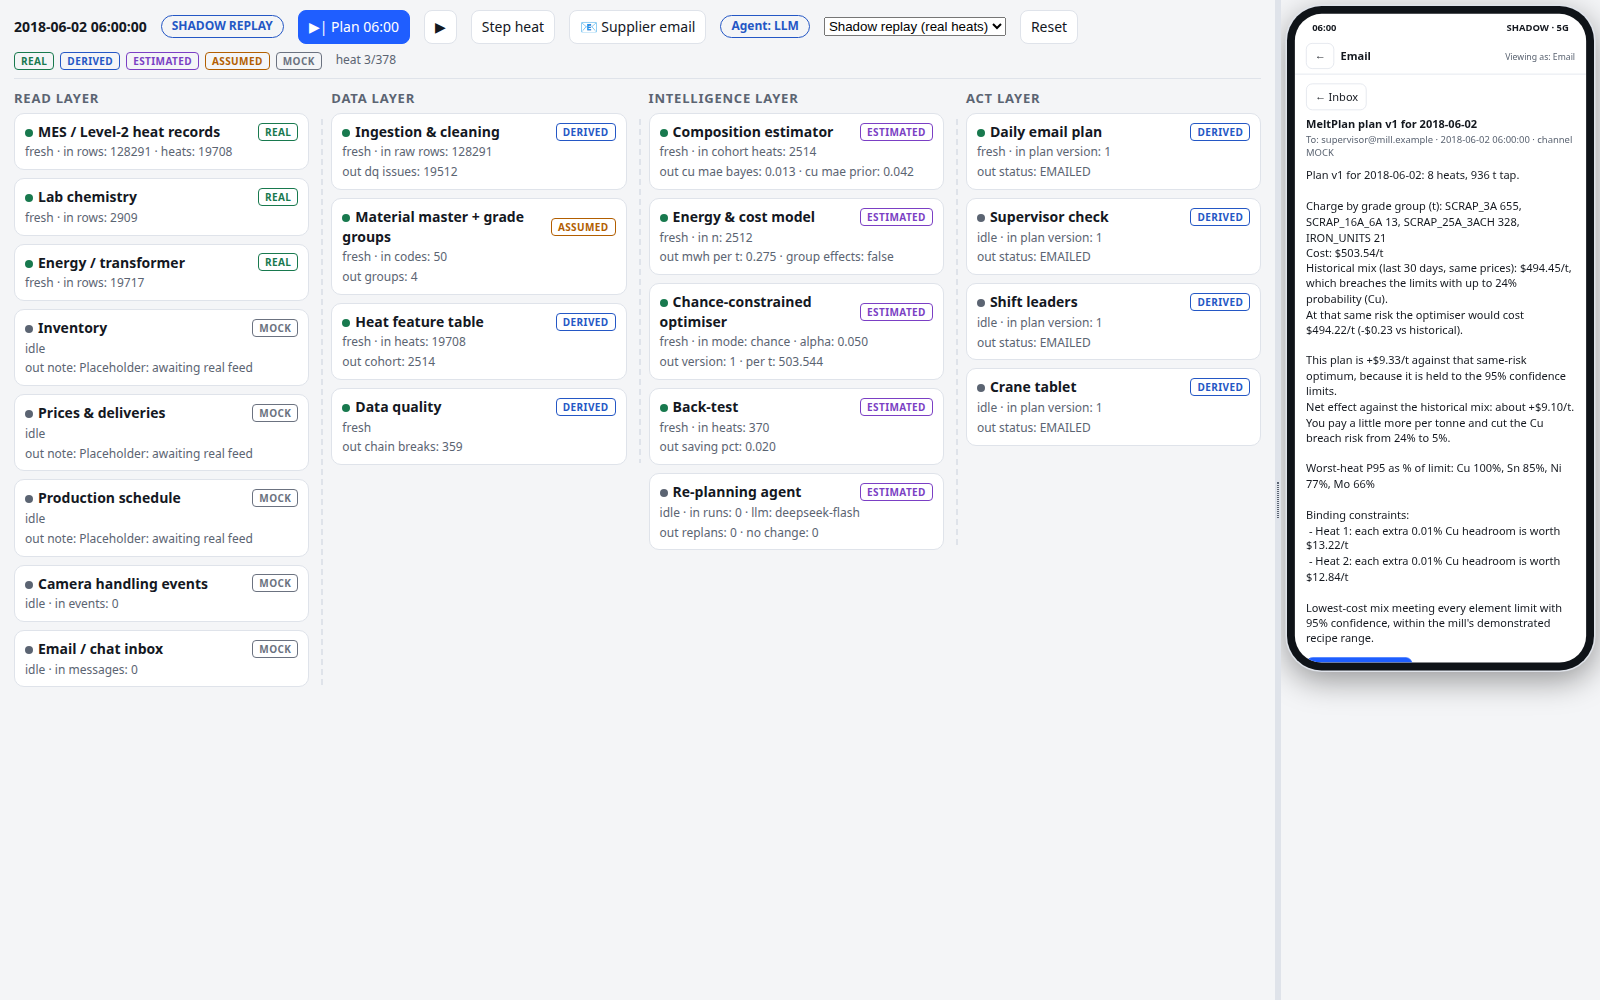 2018-06-02 06:00:00
SHADOW REPLAY
▶| Plan 06:00
▶
Step heat
📧 Supplier email
Agent: LLM
Shadow replay (real heats)
Reset
REAL
DERIVED
ESTIMATED
ASSUMED
MOCK
heat 3/378
READ LAYER
MES / Level-2 heat records
REAL
fresh · in rows: 128291 · heats: 19708
Lab chemistry
REAL
fresh · in rows: 2909
Energy / transformer
REAL
fresh · in rows: 19717
Inventory
MOCK
idle
out note: Placeholder: awaiting real feed
Prices & deliveries
MOCK
idle
out note: Placeholder: awaiting real feed
Production schedule
MOCK
idle
out note: Placeholder: awaiting real feed
Camera handling events
MOCK
idle · in events: 0
Email / chat inbox
MOCK
idle · in messages: 0
DATA LAYER
Ingestion & cleaning
DERIVED
fresh · in raw rows: 128291
out dq issues: 19512
Material master + grade
groups
ASSUMED
fresh · in codes: 50
out groups: 4
Heat feature table
DERIVED
fresh · in heats: 19708
out cohort: 2514
Data quality
DERIVED
fresh
out chain breaks: 359
INTELLIGENCE LAYER
Composition estimator
ESTIMATED
fresh · in cohort heats: 2514
out cu mae bayes: 0.013 · cu mae prior: 0.042
Energy & cost model
ESTIMATED
fresh · in n: 2512
out mwh per t: 0.275 · group effects: false
Chance-constrained
optimiser
ESTIMATED
fresh · in mode: chance · alpha: 0.050
out version: 1 · per t: 503.544
Back-test
ESTIMATED
fresh · in heats: 370
out saving pct: 0.020
Re-planning agent
ESTIMATED
idle · in runs: 0 · llm: deepseek-flash
out replans: 0 · no change: 0
ACT LAYER
Daily email plan
DERIVED
fresh · in plan version: 1
out status: EMAILED
Supervisor check
DERIVED
idle · in plan version: 1
out status: EMAILED
Shift leaders
DERIVED
idle · in plan version: 1
out status: EMAILED
Crane tablet
DERIVED
idle · in plan version: 1
out status: EMAILED
06:00
SHADOW · 5G
←
Email
Viewing as: Email
← Inbox
MeltPlan plan v1 for 2018-06-02
To: supervisor@mill.example · 2018-06-02 06:00:00 · channel
MOCK
Plan v1 for 2018-06-02: 8 heats, 936 t tap.
Charge by grade group (t): SCRAP_3A 655,
SCRAP_16A_6A 13, SCRAP_25A_3ACH 328,
IRON_UNITS 21
Cost: $503.54/t
Historical mix (last 30 days, same prices): $494.45/t,
which breaches the limits with up to 24%
probability (Cu).
At that same risk the optimiser would cost
$494.22/t (-$0.23 vs historical).
This plan is +$9.33/t against that same-risk
optimum, because it is held to the 95% confidence
limits.
Net effect against the historical mix: about +$9.10/t.
You pay a little more per tonne and cut the Cu
breach risk from 24% to 5%.
Worst-heat P95 as % of limit: Cu 100%, Sn 85%, Ni
77%, Mo 66%
Binding constraints:
- Heat 1: each extra 0.01% Cu headroom is worth
$13.22/t
- Heat 2: each extra 0.01% Cu headroom is worth
$12.84/t
Lowest-cost mix meeting every element limit with
95% confidence, within the mill's demonstrated
recipe range.